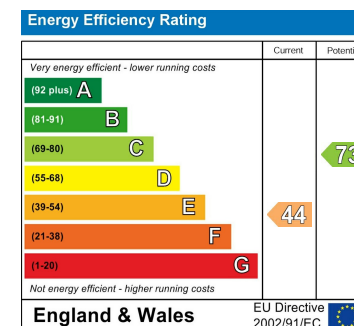 Energy Efficiency Rating
Current Potenti
Very energy efficient - lower running costs
(92 plus) A
(81-91) B
(69-80) C
73
(55-68) D
(39-54) E
44
(21-38) F
(1-20) G
Not energy efficient - higher running costs
England & Wales
EU Directive
2002/91/EC